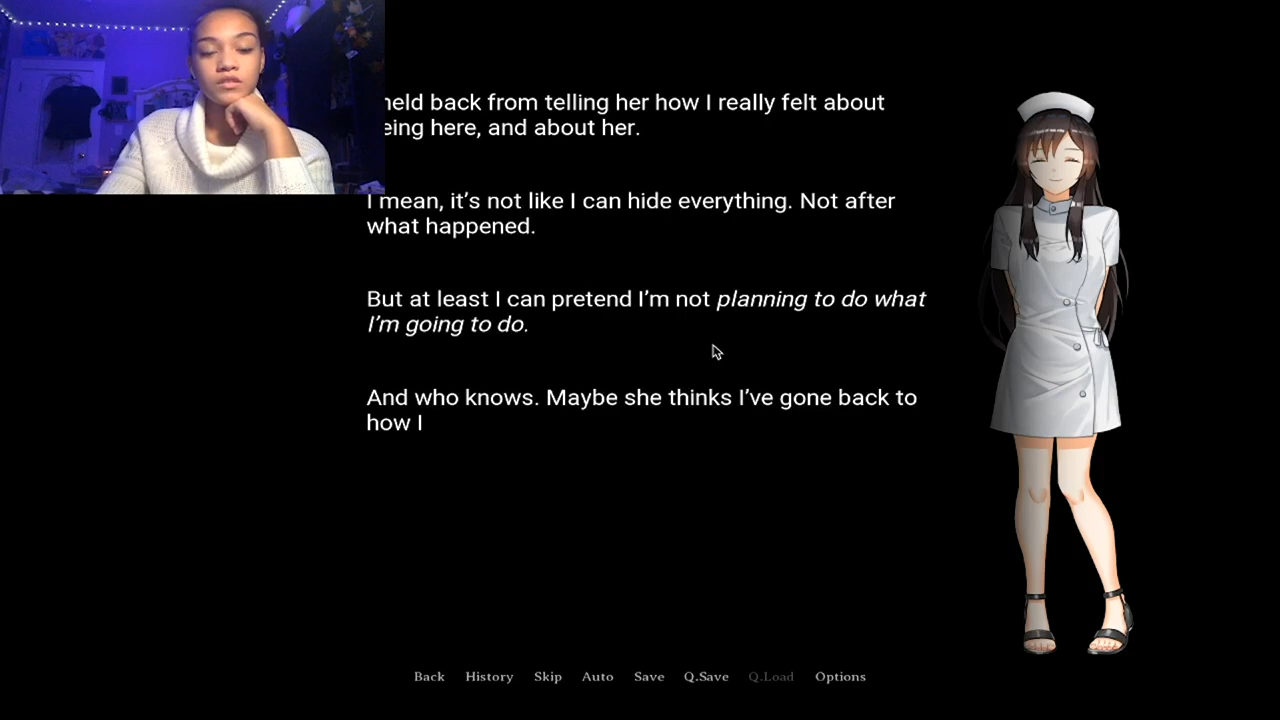 held back from telling her how I really felt about
eing here, and about her.
I mean, it’s not like I can hide everything. Not after
what happened.
But at least I can pretend I’m not planning to do what
I’m going to do.
And who knows. Maybe she thinks I’ve gone back to
how I
Back History Skip Auto Save Q.Save Q.Load Options